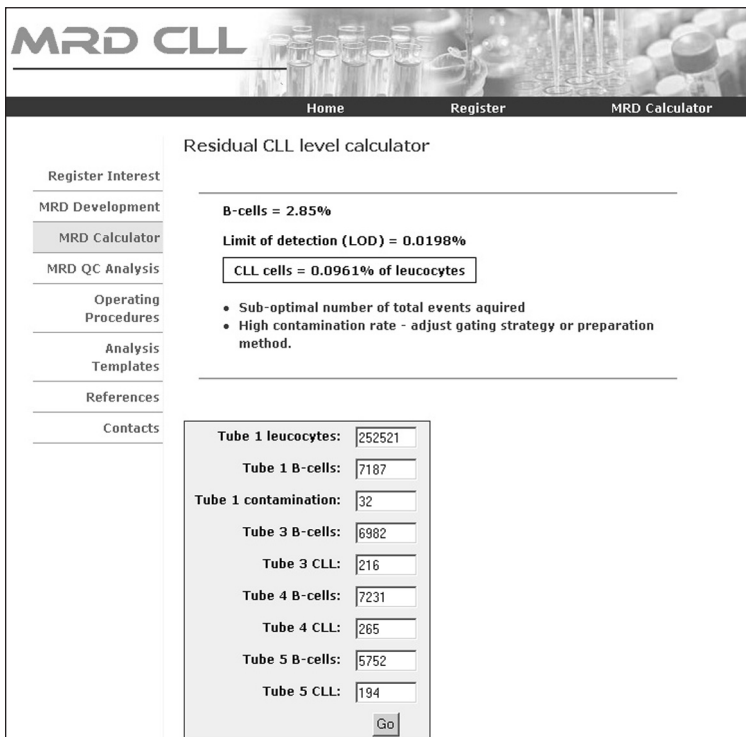 MRD CLL
Home Register MRD Calculator
Register Interest
MRD Development
MRD Calculator
MRD QC Analysis
Operating
Procedures
Analysis
Templates
References
Contacts
Residual CLL level calculator
B-cells = 2.85%
Limit of detection (LOD) = 0.0198%
CLL cells = 0.0961% of leucocytes
• Sub-optimal number of total events aquired
• High contamination rate - adjust gating strategy or preparation
method.
Tube 1 leucocytes: 252521
Tube 1 B-cells: 7187
Tube 1 contamination: 32
Tube 3 B-cells: 6982
Tube 3 CLL: 216
Tube 4 B-cells: 7231
Tube 4 CLL: 265
Tube 5 B-cells: 5752
Tube 5 CLL: 194
Go